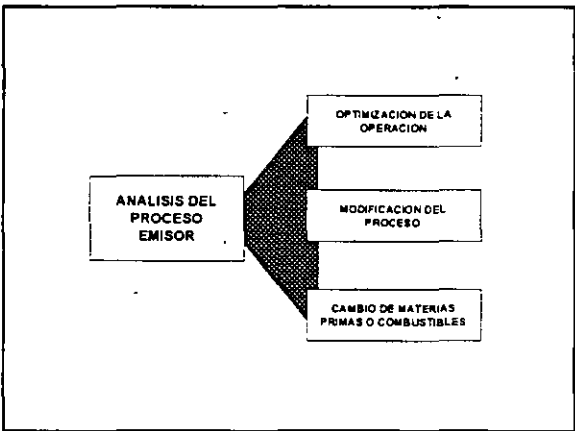 ANALISIS DEL
PROCESO
EMISOR
OPTIMIZACION DE LA
OPERACION
MODIFICACION DEL
PROCESO
CAMBIO DE MATERIAS
PRIMAS O COMBUSTIBLES